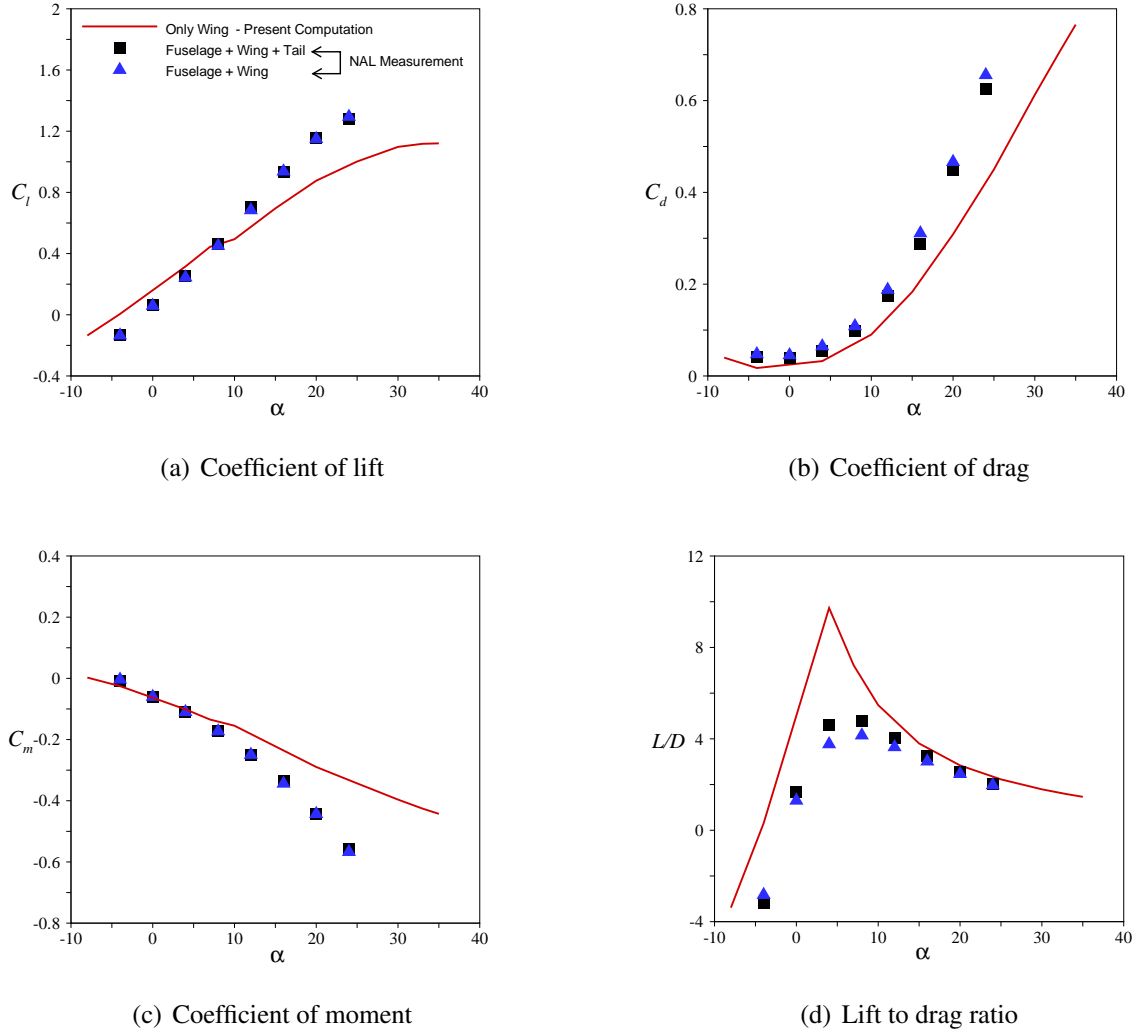 2
1.6
1.2
0.8
0.4
0
-0.4
C_l
Only Wing - Present Computation
Fuselage + Wing + Tail
Fuselage + Wing
NAL Measurement
-10 0 10 20 30 40
α
(a) Coefficient of lift
0.8
0.6
0.4
0.2
0
C_d
-10 0 10 20 30 40
α
(b) Coefficient of drag
0.4
0.2
0
-0.2
-0.4
-0.6
-0.8
C_m
-10 0 10 20 30 40
α
(c) Coefficient of moment
12
8
4
0
-4
L/D
-10 0 10 20 30 40
α
(d) Lift to drag ratio